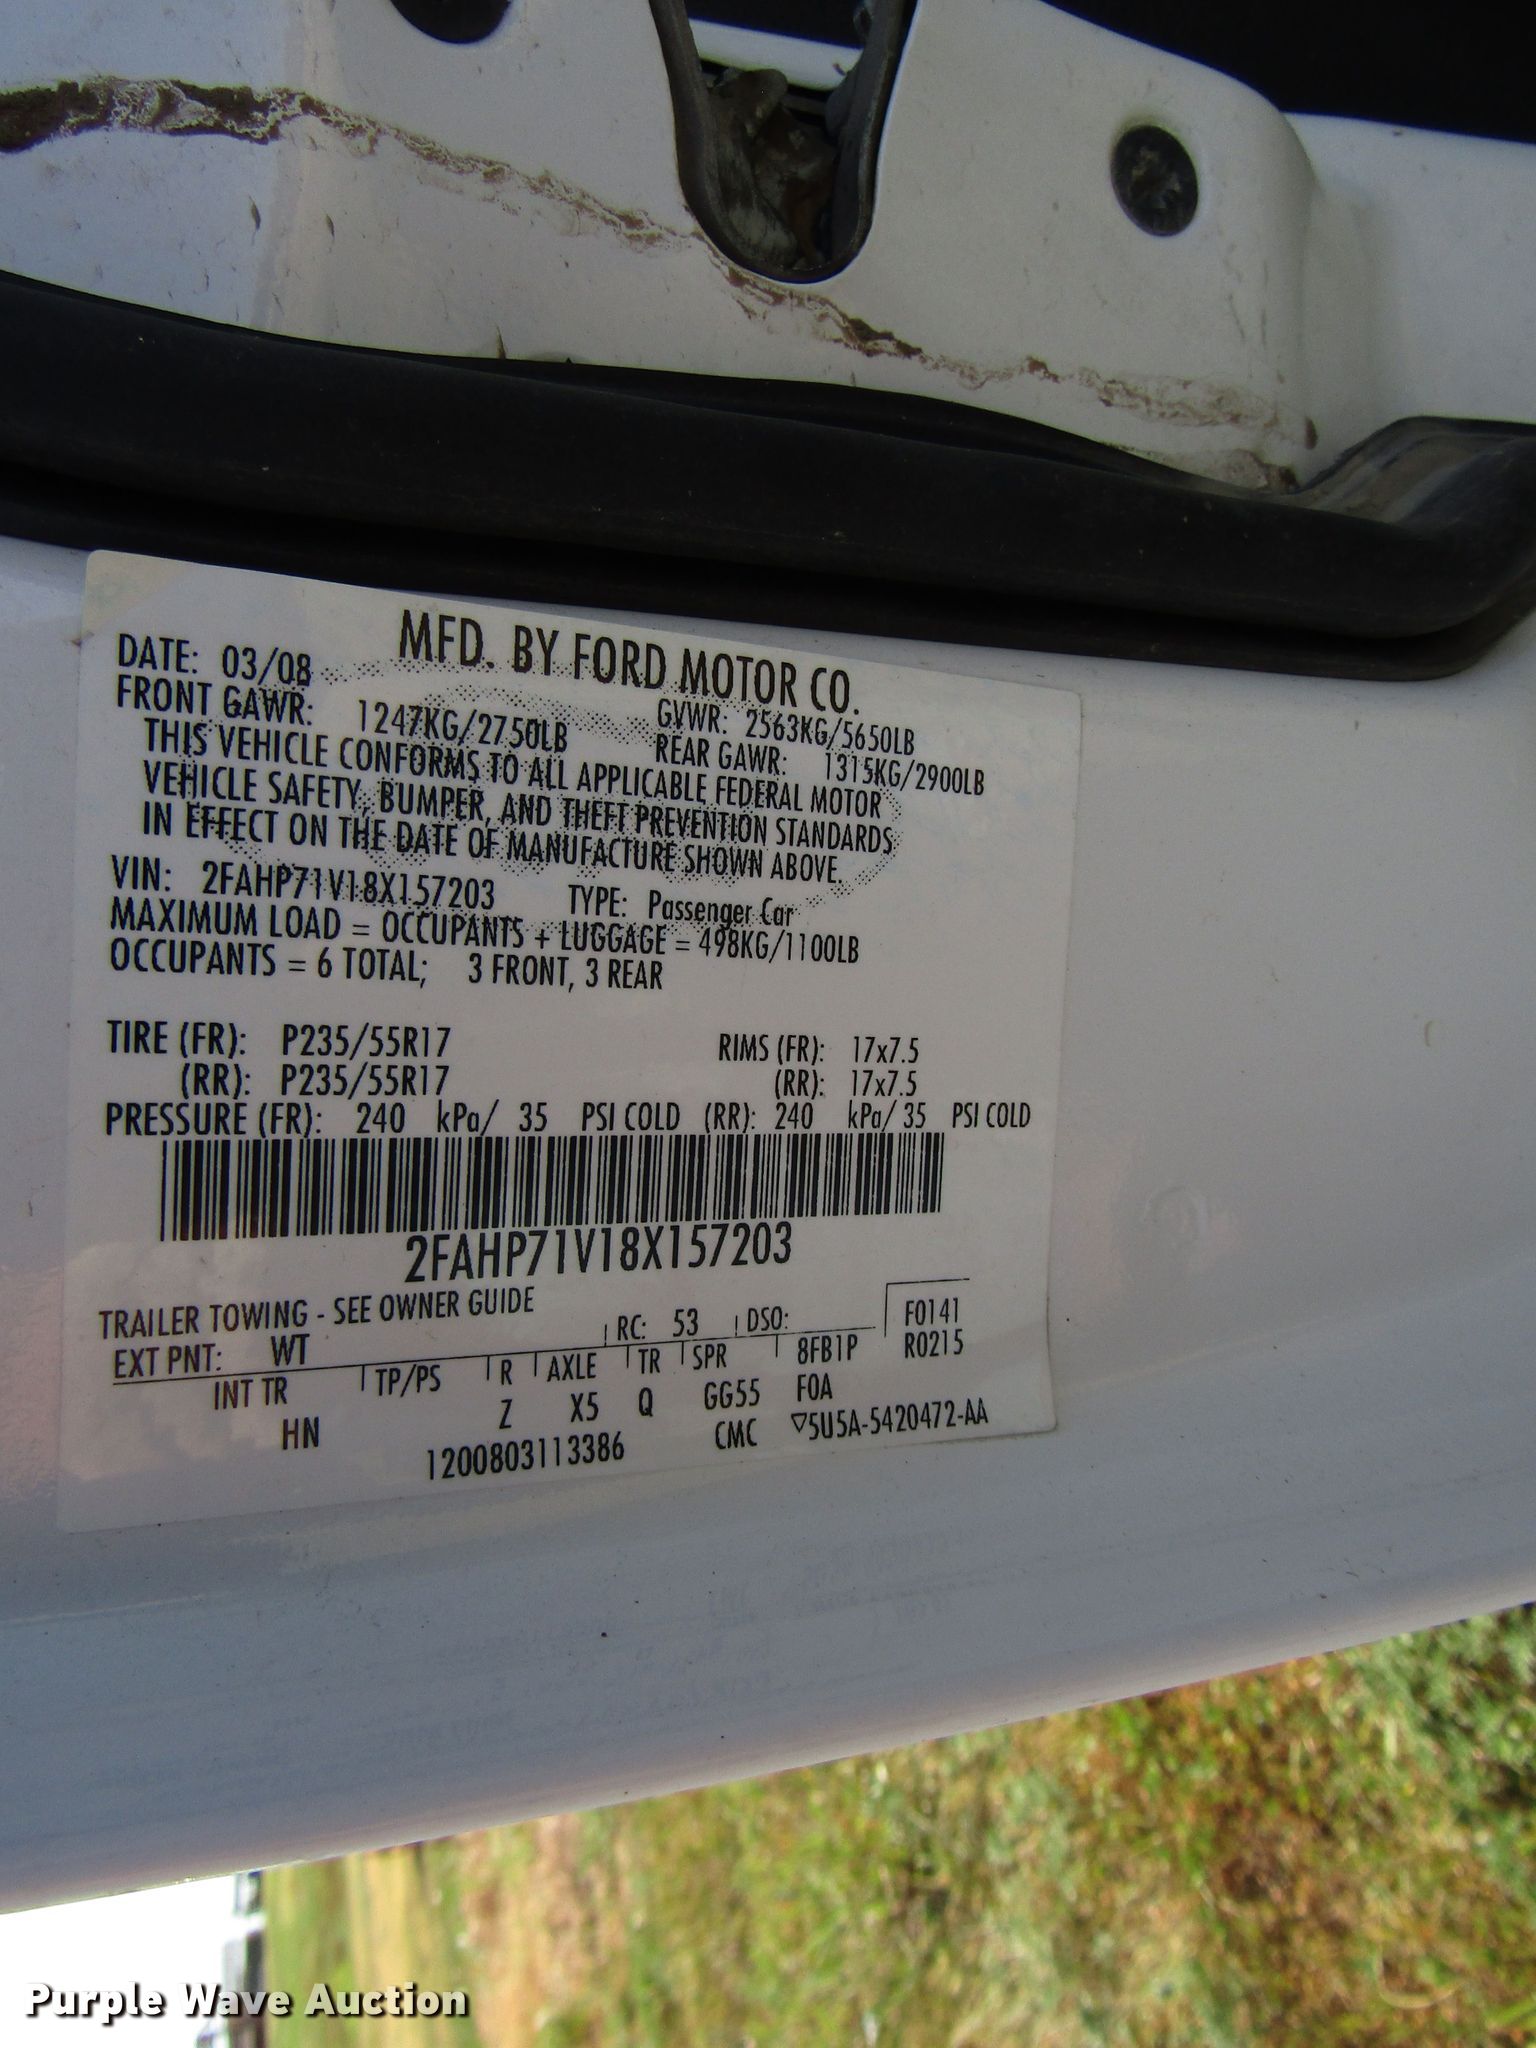 MFD. BY FORD MOTOR CO.
DATE: 03/08
GVWR: 2563KG/5650LB
FRONT GAWR: 1247KG/2750LB
REAR GAWR: 1315KG/2900LB
THIS VEHICLE CONFORMS TO ALL APPLICABLE FEDERAL MOTOR
VEHICLE SAFETY, BUMPER, AND THEFT PREVENTION STANDARDS
IN EFFECT ON THE DATE OF MANUFACTURE SHOWN ABOVE.
VIN: 2FAHP71V18X157203 TYPE: Passenger Car
MAXIMUM LOAD = OCCUPANTS + LUGGAGE = 498KG/1100LB
OCCUPANTS = 6 TOTAL; 3 FRONT, 3 REAR
TIRE (FR): P235/55R17 RIMS (FR): 17x7.5
(RR): P235/55R17 (RR): 17x7.5
PRESSURE (FR): 240 kPa/ 35 PSI COLD (RR): 240 kPa/ 35 PSI COLD
2FAHP71V18X157203
TRAILER TOWING - SEE OWNER GUIDE
EXT PNT: WT RC: 53 DSO: F0141
INT TR TP/PS R AXLE TR SPR 8FB1P R0215
HN Z X5 Q GG55 F0A
1200803113386 CMC ▽5U5A-5420472-AA
Purple Wave Auction